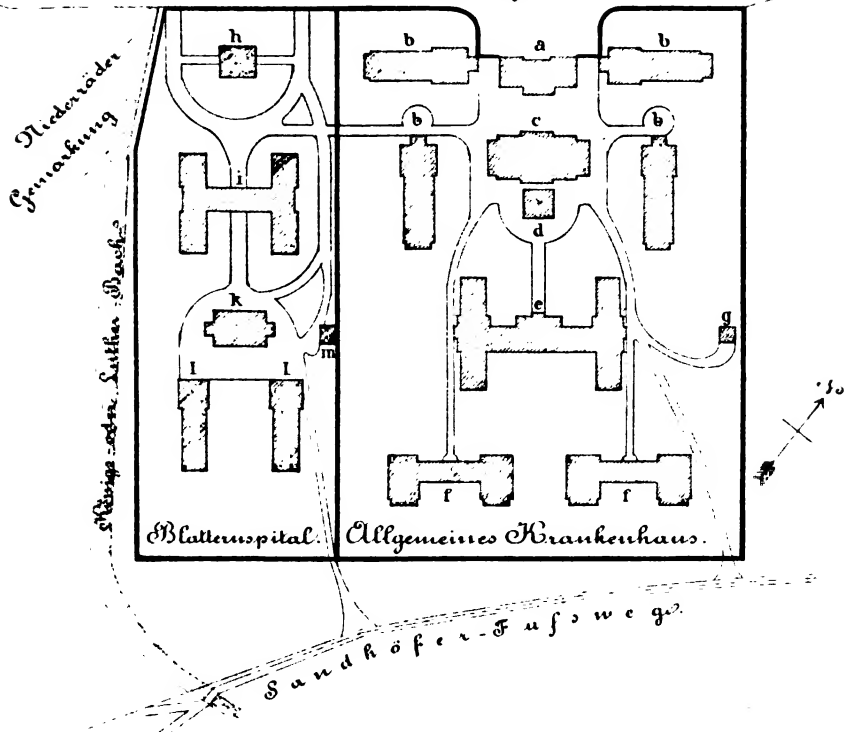 h
b
a
b
Niederräder
Gemarkung
b
c
b
i
d
k
e
g
m
l
l
f
f
Königs- oder Luther-Bach
Blatternspital.
Allgemeines Krankenhaus.
Sandhöfer-Fussweg.